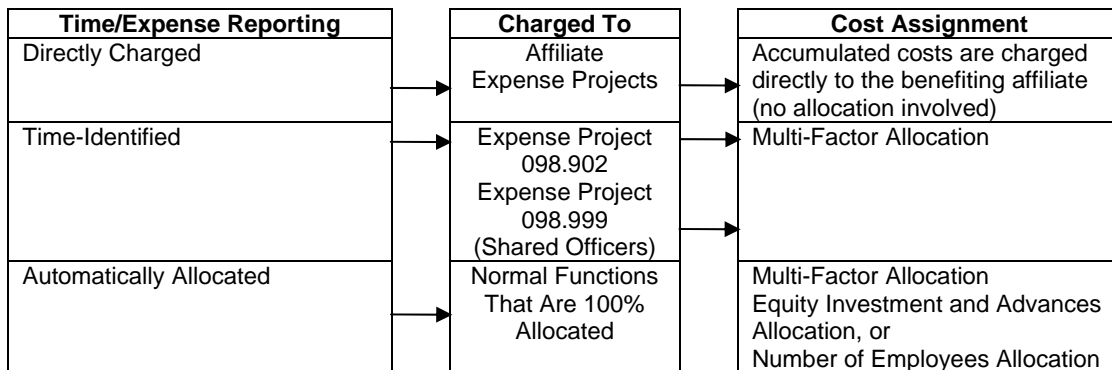 Time/Expense Reporting
Charged To
Cost Assignment
Directly Charged
Affiliate
Expense Projects
Accumulated costs are charged
directly to the benefiting affiliate
(no allocation involved)
Time-Identified
Expense Project
098.902
Expense Project
098.999
(Shared Officers)
Multi-Factor Allocation
Automatically Allocated
Normal Functions
That Are 100%
Allocated
Multi-Factor Allocation
Equity Investment and Advances
Allocation, or
Number of Employees Allocation